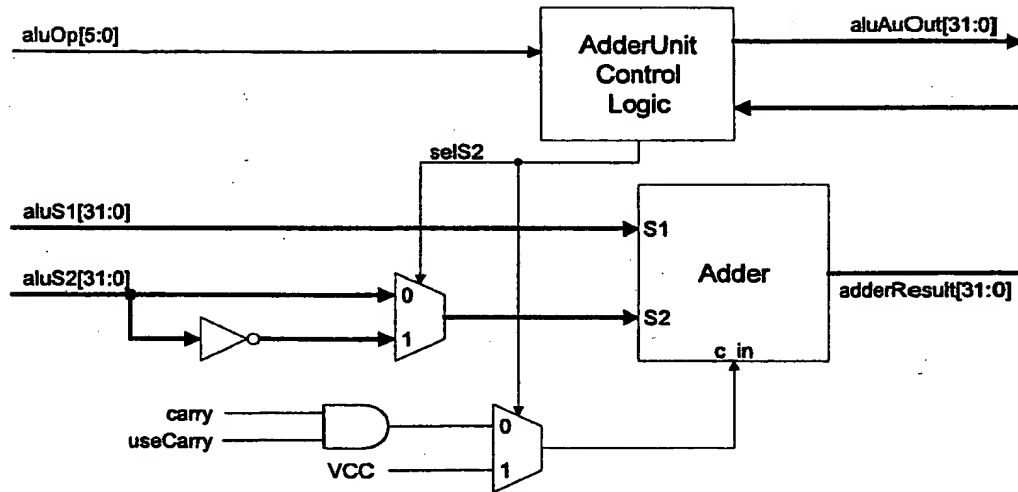 aluOp[5:0]
AdderUnit
Control
Logic
aluAuOut[31:0]
selS2
aluS1[31:0]
S1
aluS2[31:0]
0
1
Adder
S2
adderResult[31:0]
c_in
carry
useCarry
0
VCC
1